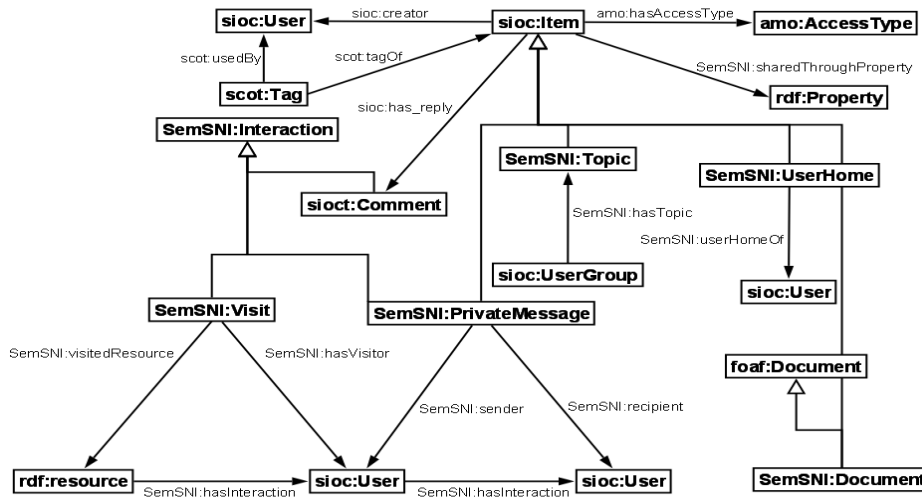 sioc:User
sioc:creator
sioc:Item
amo:hasAccessType
amo:AccessType
scot:usedBy
scot:tagOf
SemSNI:sharedThroughProperty
scot:Tag
sioc:has_reply
rdf:Property
SemSNI:Interaction
SemSNI:Topic
SemSNI:UserHome
sioct:Comment
SemSNI:hasTopic
SemSNI:userHomeOf
sioc:UserGroup
sioc:User
SemSNI:Visit
SemSNI:PrivateMessage
SemSNI:visitedResource
SemSNI:hasVisitor
foaf:Document
SemSNI:sender
SemSNI:recipient
rdf:resource
SemSNI:hasInteraction
sioc:User
SemSNI:hasInteraction
sioc:User
SemSNI:Document